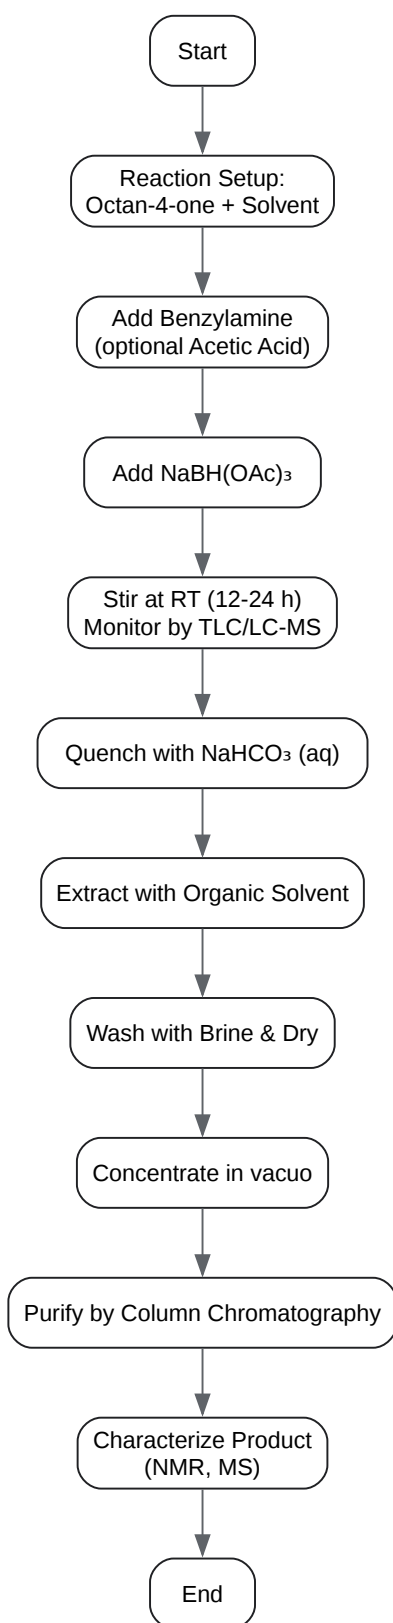 Start
Reaction Setup:
Octan-4-one + Solvent
Add Benzylamine
(optional Acetic Acid)
Add NaBH(OAc)₃
Stir at RT (12-24 h)
Monitor by TLC/LC-MS
Quench with NaHCO₃ (aq)
Extract with Organic Solvent
Wash with Brine & Dry
Concentrate in vacuo
Purify by Column Chromatography
Characterize Product
(NMR, MS)
End